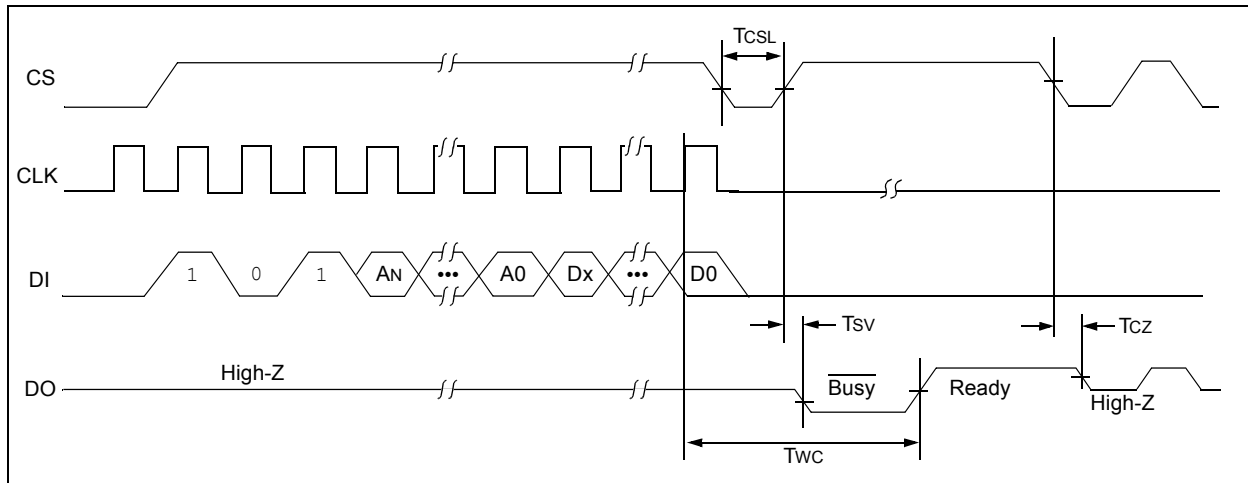 TCSL
CS
CLK
DI
1 0 1 AN ••• A0 Dx ••• D0
TSV
TCZ
DO
High-Z
Busy
Ready
High-Z
TWC